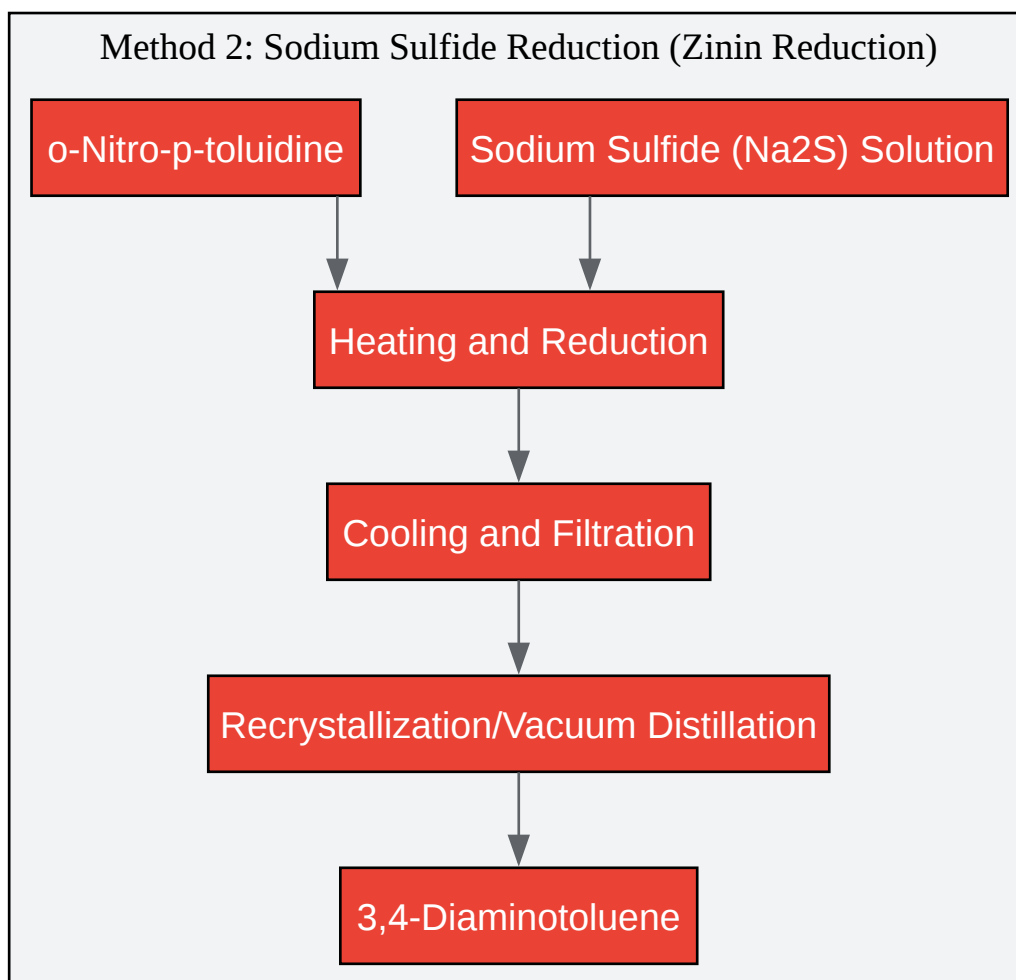 Method 2: Sodium Sulfide Reduction (Zinin Reduction)
o-Nitro-p-toluidine
Sodium Sulfide (Na2S) Solution
Heating and Reduction
Cooling and Filtration
Recrystallization/Vacuum Distillation
3,4-Diaminotoluene